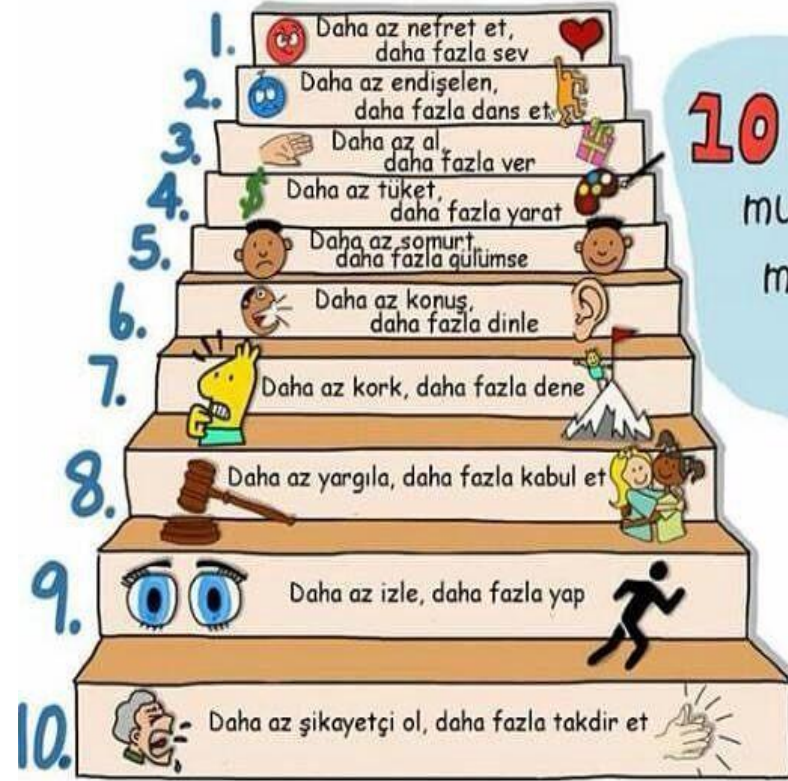 1.
Daha az nefret et,
daha fazla sev
2.
Daha az endişelen,
daha fazla dans et
3.
Daha az al,
daha fazla ver
4.
Daha az tüket,
daha fazla yarat
5.
Daha az somurt,
daha fazla gülümse
6.
Daha az konuş,
daha fazla dinle
7.
Daha az kork, daha fazla dene
8.
Daha az yargıla, daha fazla kabul et
9.
Daha az izle, daha fazla yap
10.
Daha az şikayetçi ol, daha fazla takdir et
10